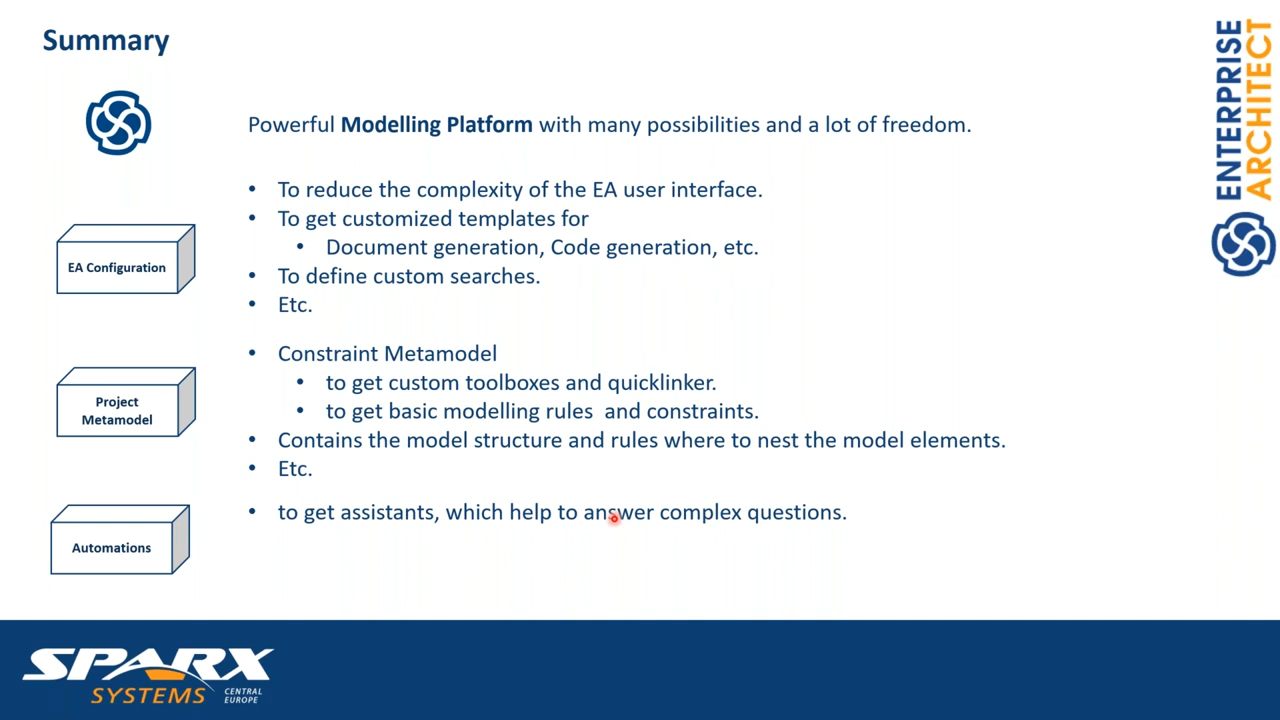 Summary
Powerful Modelling Platform with many possibilities and a lot of freedom.
EA Configuration
• To reduce the complexity of the EA user interface.
• To get customized templates for
• Document generation, Code generation, etc.
• To define custom searches.
• Etc.
Project
Metamodel
• Constraint Metamodel
• to get custom toolboxes and quicklinker.
• to get basic modelling rules and constraints.
• Contains the model structure and rules where to nest the model elements.
• Etc.
Automations
• to get assistants, which help to answer complex questions.
ENTERPRISE
ARCHITECT
SPARX
SYSTEMS
CENTRAL
EUROPE